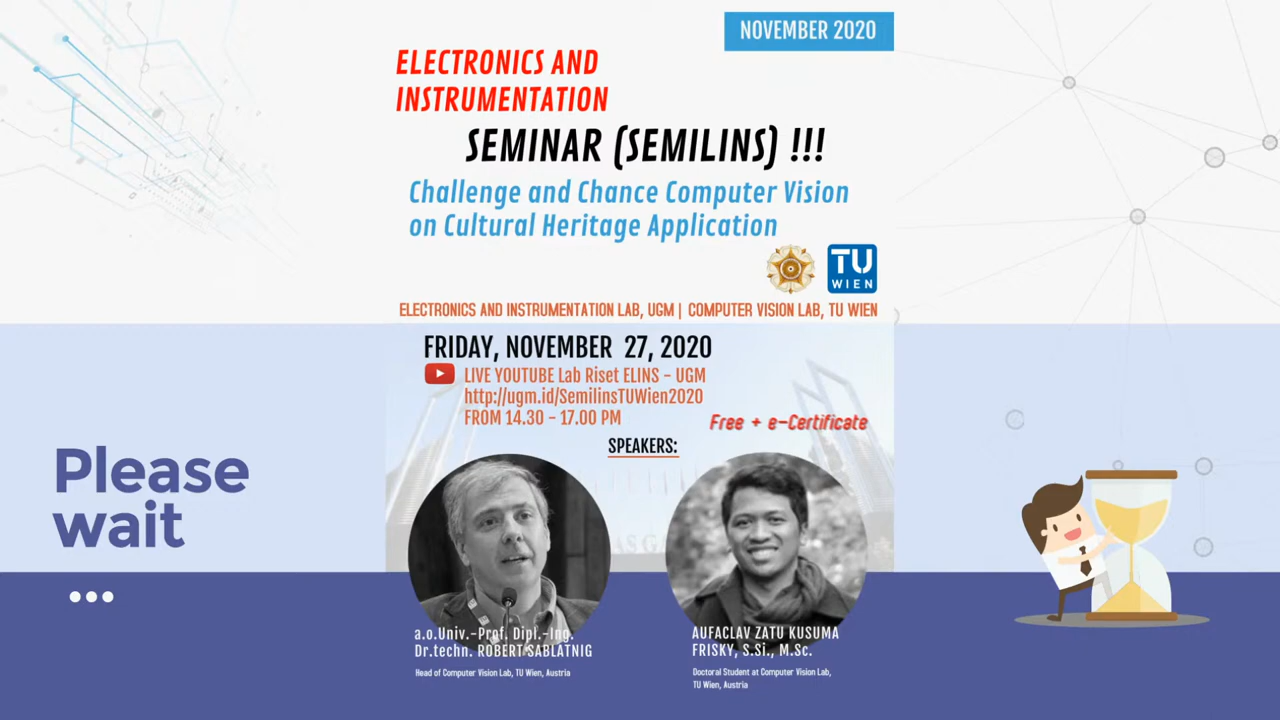 NOVEMBER 2020
ELECTRONICS AND
INSTRUMENTATION
SEMINAR (SEMILINS) !!!
Challenge and Chance Computer Vision
on Cultural Heritage Application
TU
WIEN
ELECTRONICS AND INSTRUMENTATION LAB, UGM | COMPUTER VISION LAB, TU WIEN
FRIDAY, NOVEMBER 27, 2020
LIVE YOUTUBE Lab Riset ELINS - UGM
http://ugm.id/SemilinsTUWien2020
FROM 14.30 - 17.00 PM
Free + e-Certificate
SPEAKERS:
Please
wait
...
a.o.Univ.-Prof. Dipl.-Ing.
Dr.techn. ROBERT SABLATNIG
Head of Computer Vision Lab, TU Wien, Austria
AUFACLAV ZATU KUSUMA
FRISKY, S.Si., M.Sc.
Doctoral Student at Computer Vision Lab,
TU Wien, Austria